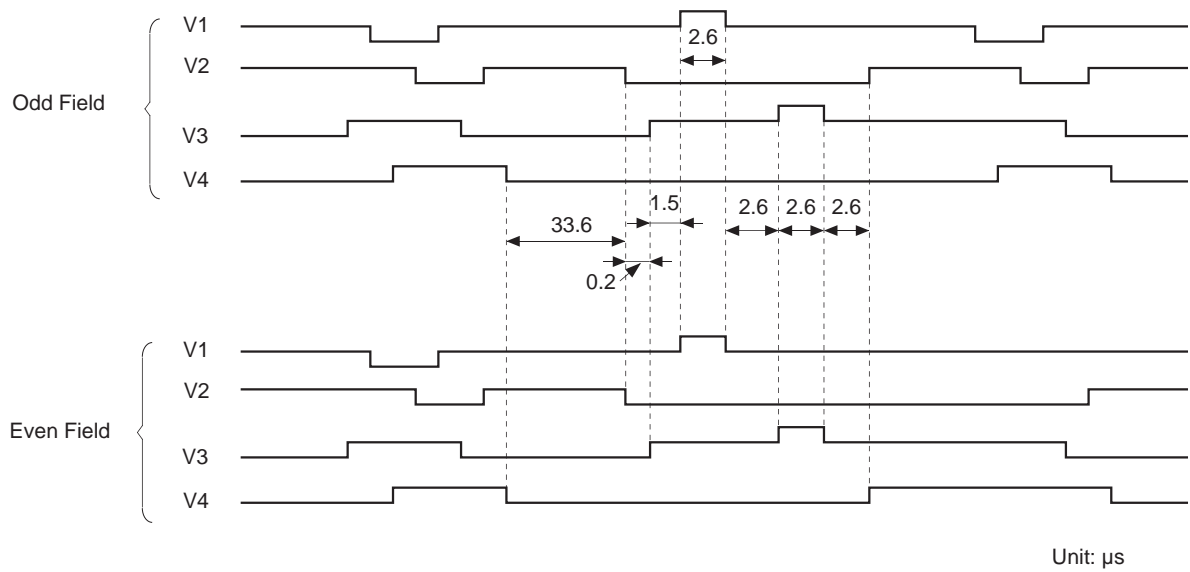 V1
2.6
V2
Odd Field
V3
V4
1.5
33.6
2.6 2.6 2.6
0.2
V1
V2
Even Field
V3
V4
Unit: μs